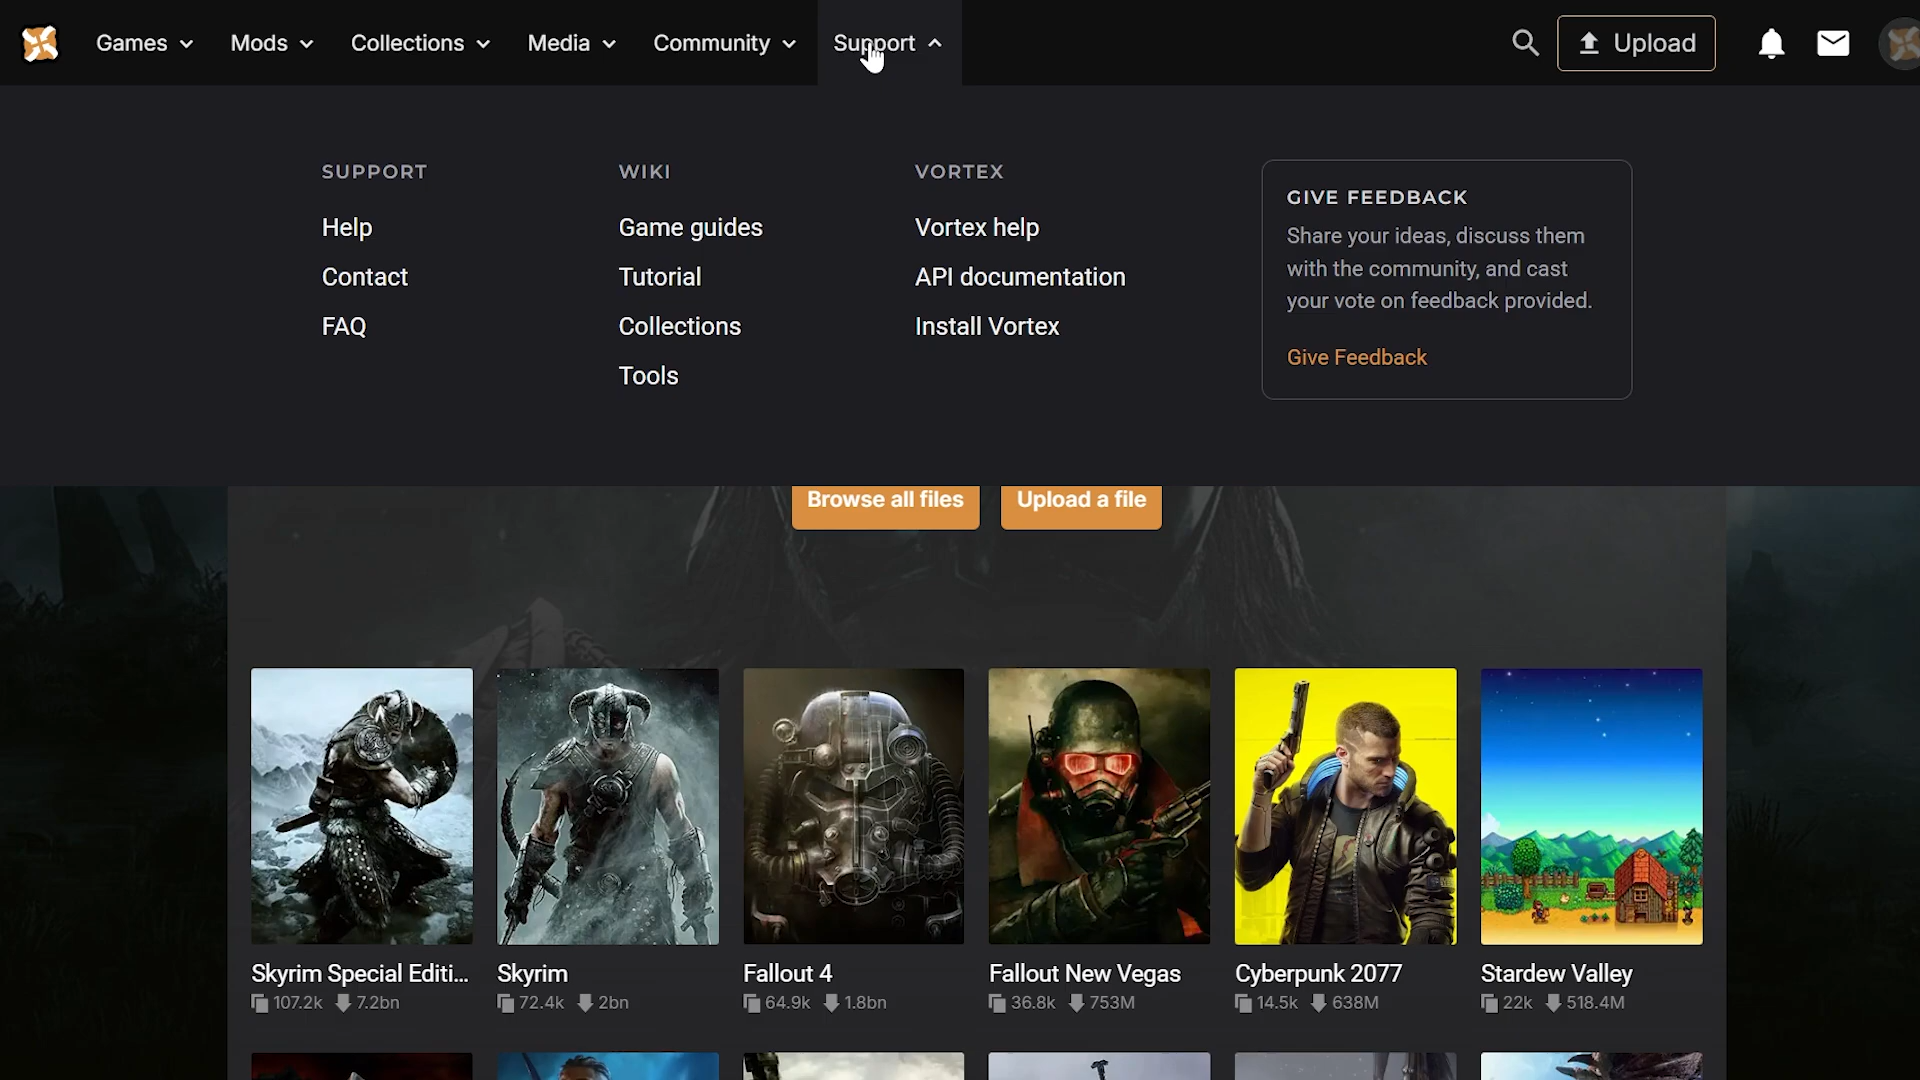 Games
Mods
Collections
Media
Community
Support
Upload
SUPPORT
Help
Contact
FAQ
WIKI
Game guides
Tutorial
Collections
Tools
VORTEX
Vortex help
API documentation
Install Vortex
GIVE FEEDBACK
Share your ideas, discuss them
with the community, and cast
your vote on feedback provided.
Give Feedback
Browse all files
Upload a file
Skyrim Special Editi...
107.2k 7.2bn
Skyrim
72.4k 2bn
Fallout 4
64.9k 1.8bn
Fallout New Vegas
36.8k 753M
Cyberpunk 2077
14.5k 638M
Stardew Valley
22k 518.4M